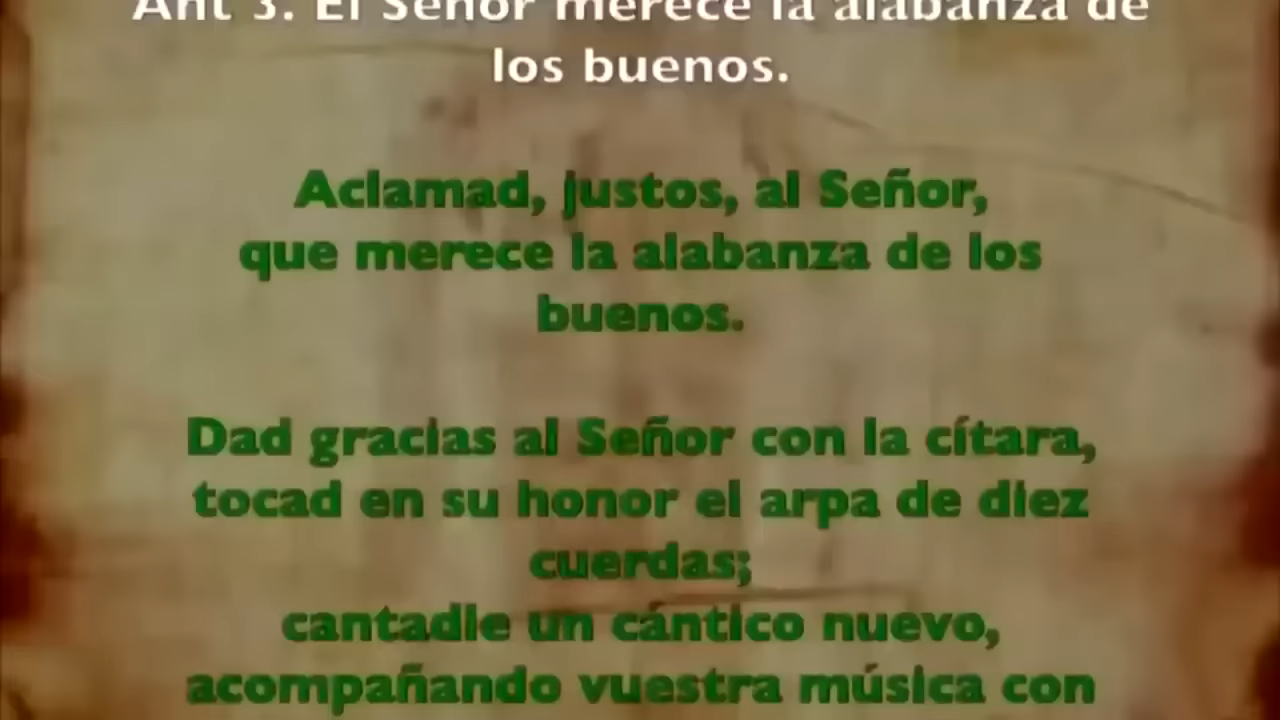 Ant 3. El Señor merece la alabanza de
los buenos.
Aclamad, justos, al Señor,
que merece la alabanza de los
buenos.
Dad gracias al Señor con la cítara,
tocad en su honor el arpa de diez
cuerdas;
cantadle un cántico nuevo,
acompañando vuestra música con